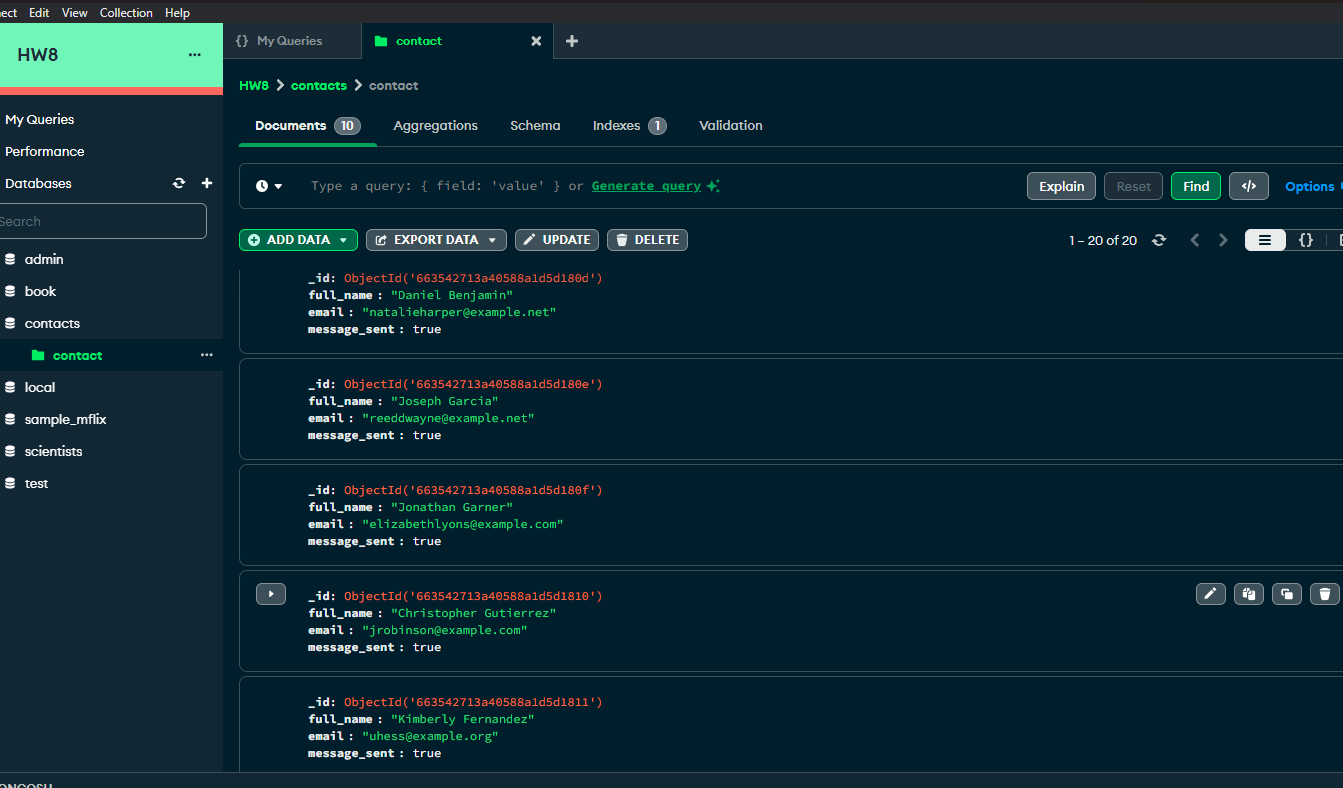 Edit View Collection Help
HW8
My Queries
contact
HW8 > contacts > contact
My Queries
Performance
Databases
Search
admin
book
contacts
contact
local
sample_mflix
scientists
test
Documents 10 Aggregations Schema Indexes 1 Validation
Type a query: { field: 'value' } or Generate query
Explain Reset Find </> Options
ADD DATA EXPORT DATA UPDATE DELETE
1 – 20 of 20
{}
_id: ObjectId('663542713a40588a1d5d180d')
full_name : "Daniel Benjamin"
email : "natalieharper@example.net"
message_sent : true
_id: ObjectId('663542713a40588a1d5d180e')
full_name : "Joseph Garcia"
email : "reeddwayne@example.net"
message_sent : true
_id: ObjectId('663542713a40588a1d5d180f')
full_name : "Jonathan Garner"
email : "elizabethlyons@example.com"
message_sent : true
_id: ObjectId('663542713a40588a1d5d1810')
full_name : "Christopher Gutierrez"
email : "jrobinson@example.com"
message_sent : true
_id: ObjectId('663542713a40588a1d5d1811')
full_name : "Kimberly Fernandez"
email : "uhess@example.org"
message_sent : true